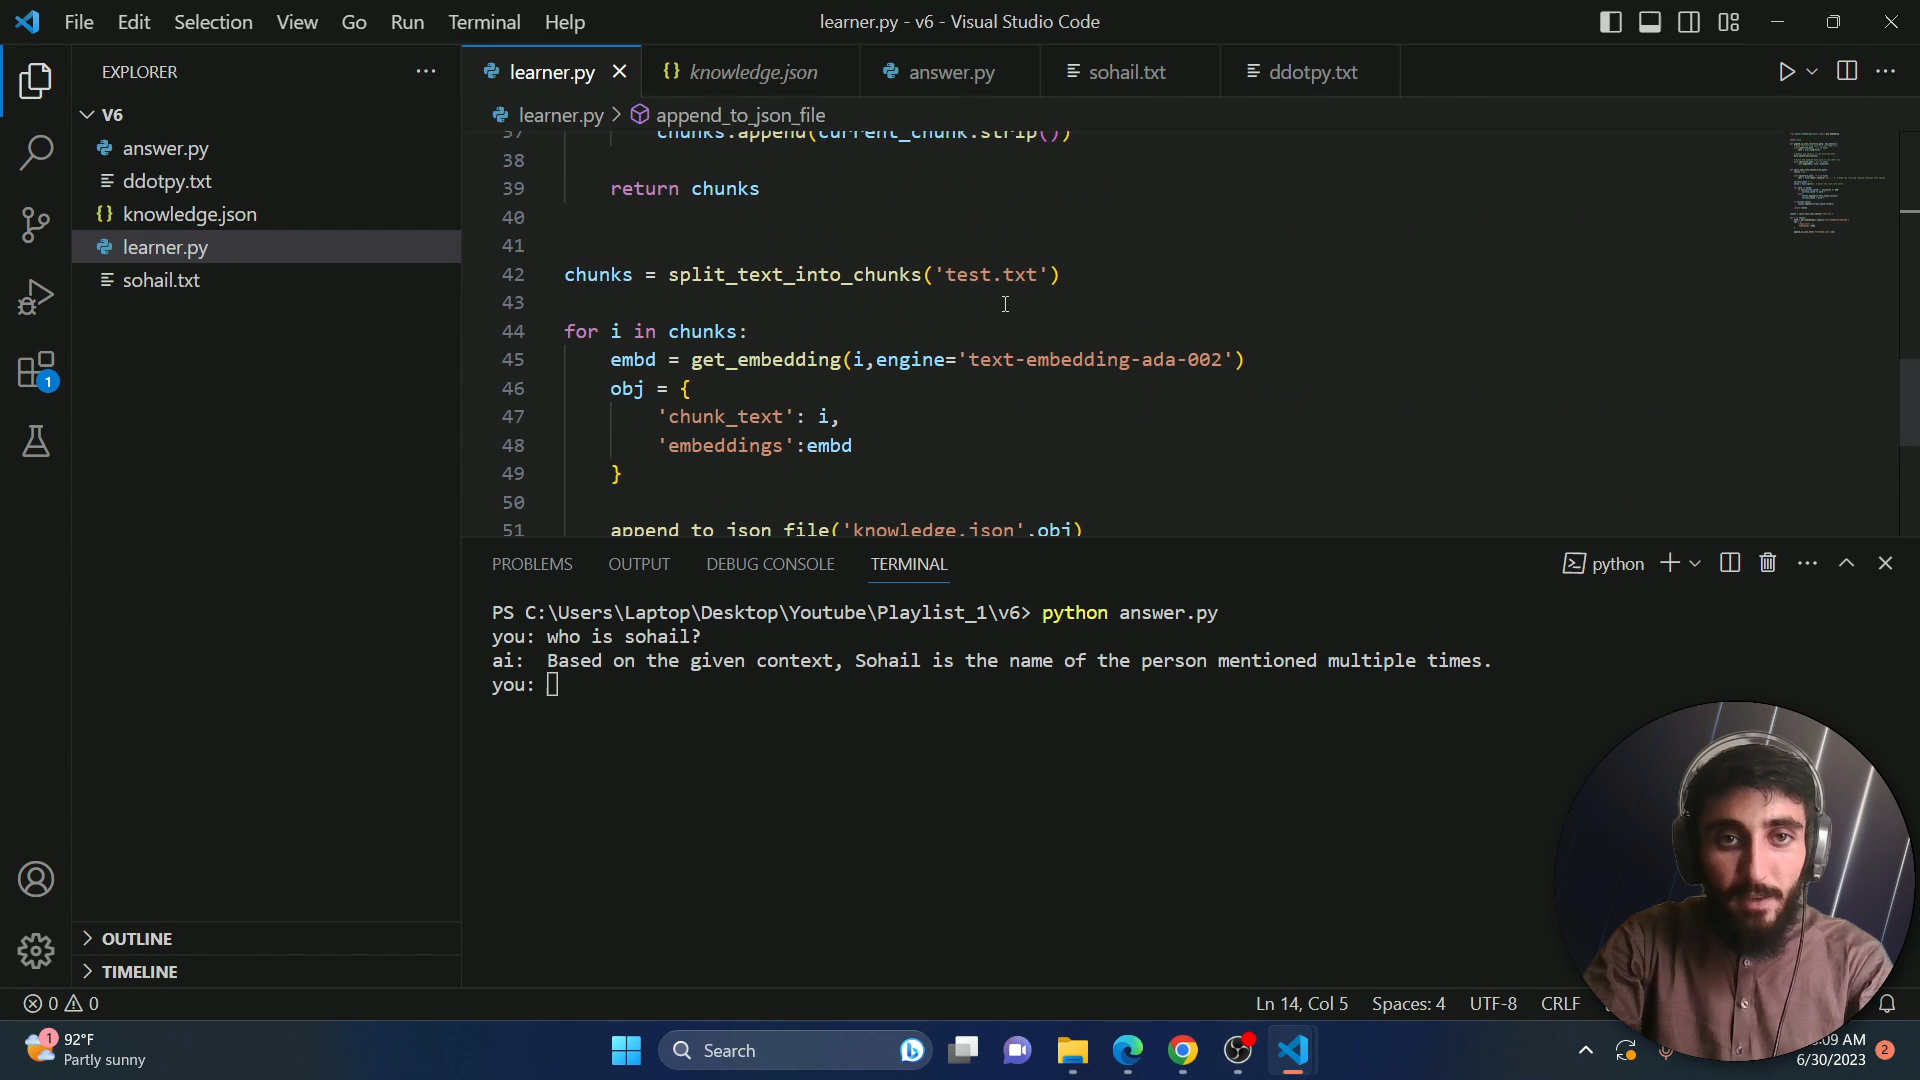 File Edit Selection View Go Run Terminal Help
learner.py - v6 - Visual Studio Code
EXPLORER
V6
answer.py
ddotpy.txt
knowledge.json
learner.py
sohail.txt
OUTLINE
TIMELINE
1
learner.py
knowledge.json
answer.py
sohail.txt
ddotpy.txt
learner.py > append_to_json_file
37 chunks.append(current_chunk.strip())
38
39 return chunks
40
41
42 chunks = split_text_into_chunks('test.txt')
43
44 for i in chunks:
45 embd = get_embedding(i,engine='text-embedding-ada-002')
46 obj = {
47 'chunk_text': i,
48 'embeddings':embd
49 }
50
51 append_to_json_file('knowledge.json',obj)
PROBLEMS OUTPUT DEBUG CONSOLE TERMINAL
python
PS C:\Users\Laptop\Desktop\Youtube\Playlist_1\v6> python answer.py
you: who is sohail?
ai:  Based on the given context, Sohail is the name of the person mentioned multiple times.
you:
0 0
Ln 14, Col 5 Spaces: 4 UTF-8 CRLF
1
92°F
Partly sunny
Search
:09 AM
6/30/2023
2